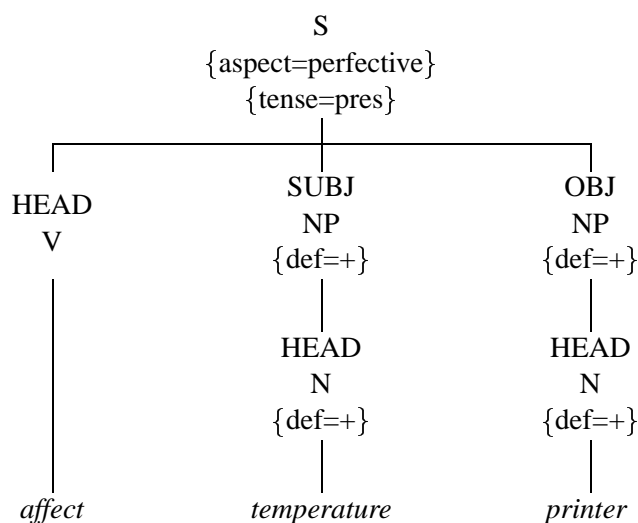 S
{aspect=perfective}
{tense=pres}
HEAD
V
SUBJ
NP
{def=+}
OBJ
NP
{def=+}
HEAD
N
{def=+}
HEAD
N
{def=+}
affect temperature printer